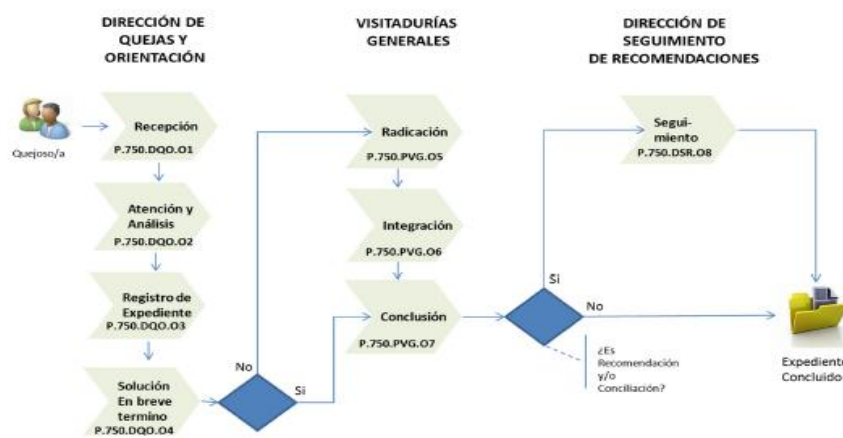 DIRECCIÓN DE
QUEJAS Y
ORIENTACIÓN
VISITADURÍAS
GENERALES
DIRECCIÓN DE
SEGUIMIENTO
DE RECOMENDACIONES
Quejoso/a
Recepción
P.750.DQO.O1
Atención y
Análisis
P.750.DQO.O2
Registro de
Expediente
P.750.DQO.O3
Solución
En breve
termino
P.750.DQO.O4
No
Si
Radicación
P.750.PVG.O5
Integración
P.750.PVG.O6
Conclusión
P.750.PVG.O7
Si
No
¿Es
Recomendación
y/o
Conciliación?
Segui-
miento
P.750.DSR.O8
Expediente
Concluido